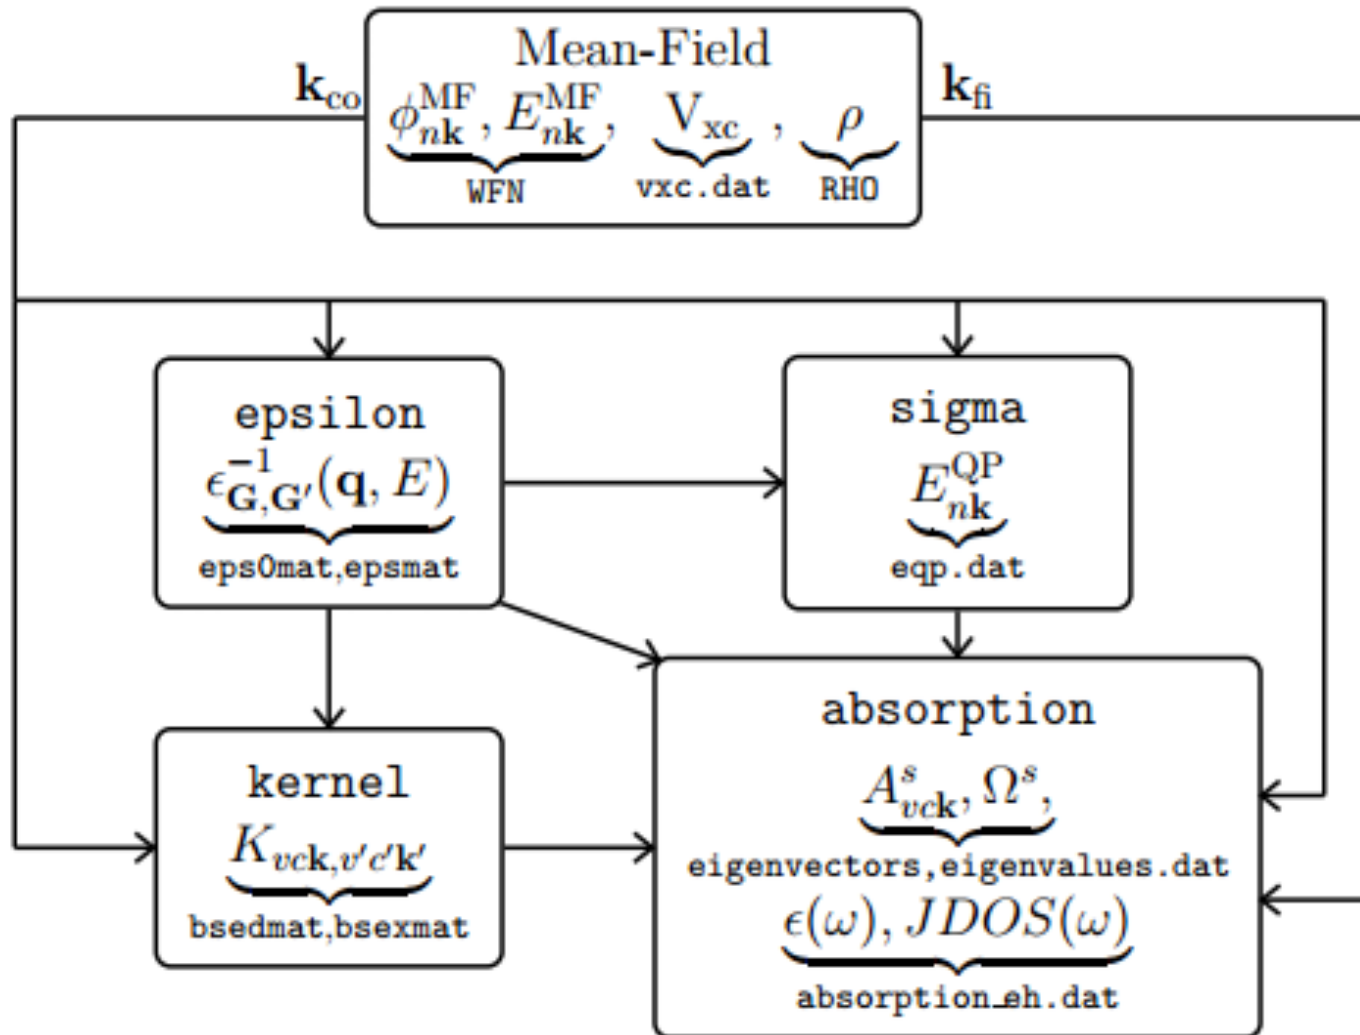 Mean-Field
k_co
k_fi
ϕ^MF_nk, E^MF_nk, V_xc, ρ
WFN vxc.dat RHO
epsilon
ϵ^-1_G,G′(q, E)
eps0mat,epsmat
sigma
E^QP_nk
eqp.dat
kernel
K_vck,v′c′k′
bsedmat,bsexmat
absorption
A^s_vck, Ω^s,
eigenvectors,eigenvalues.dat
ϵ(ω), JDOS(ω)
absorption_eh.dat